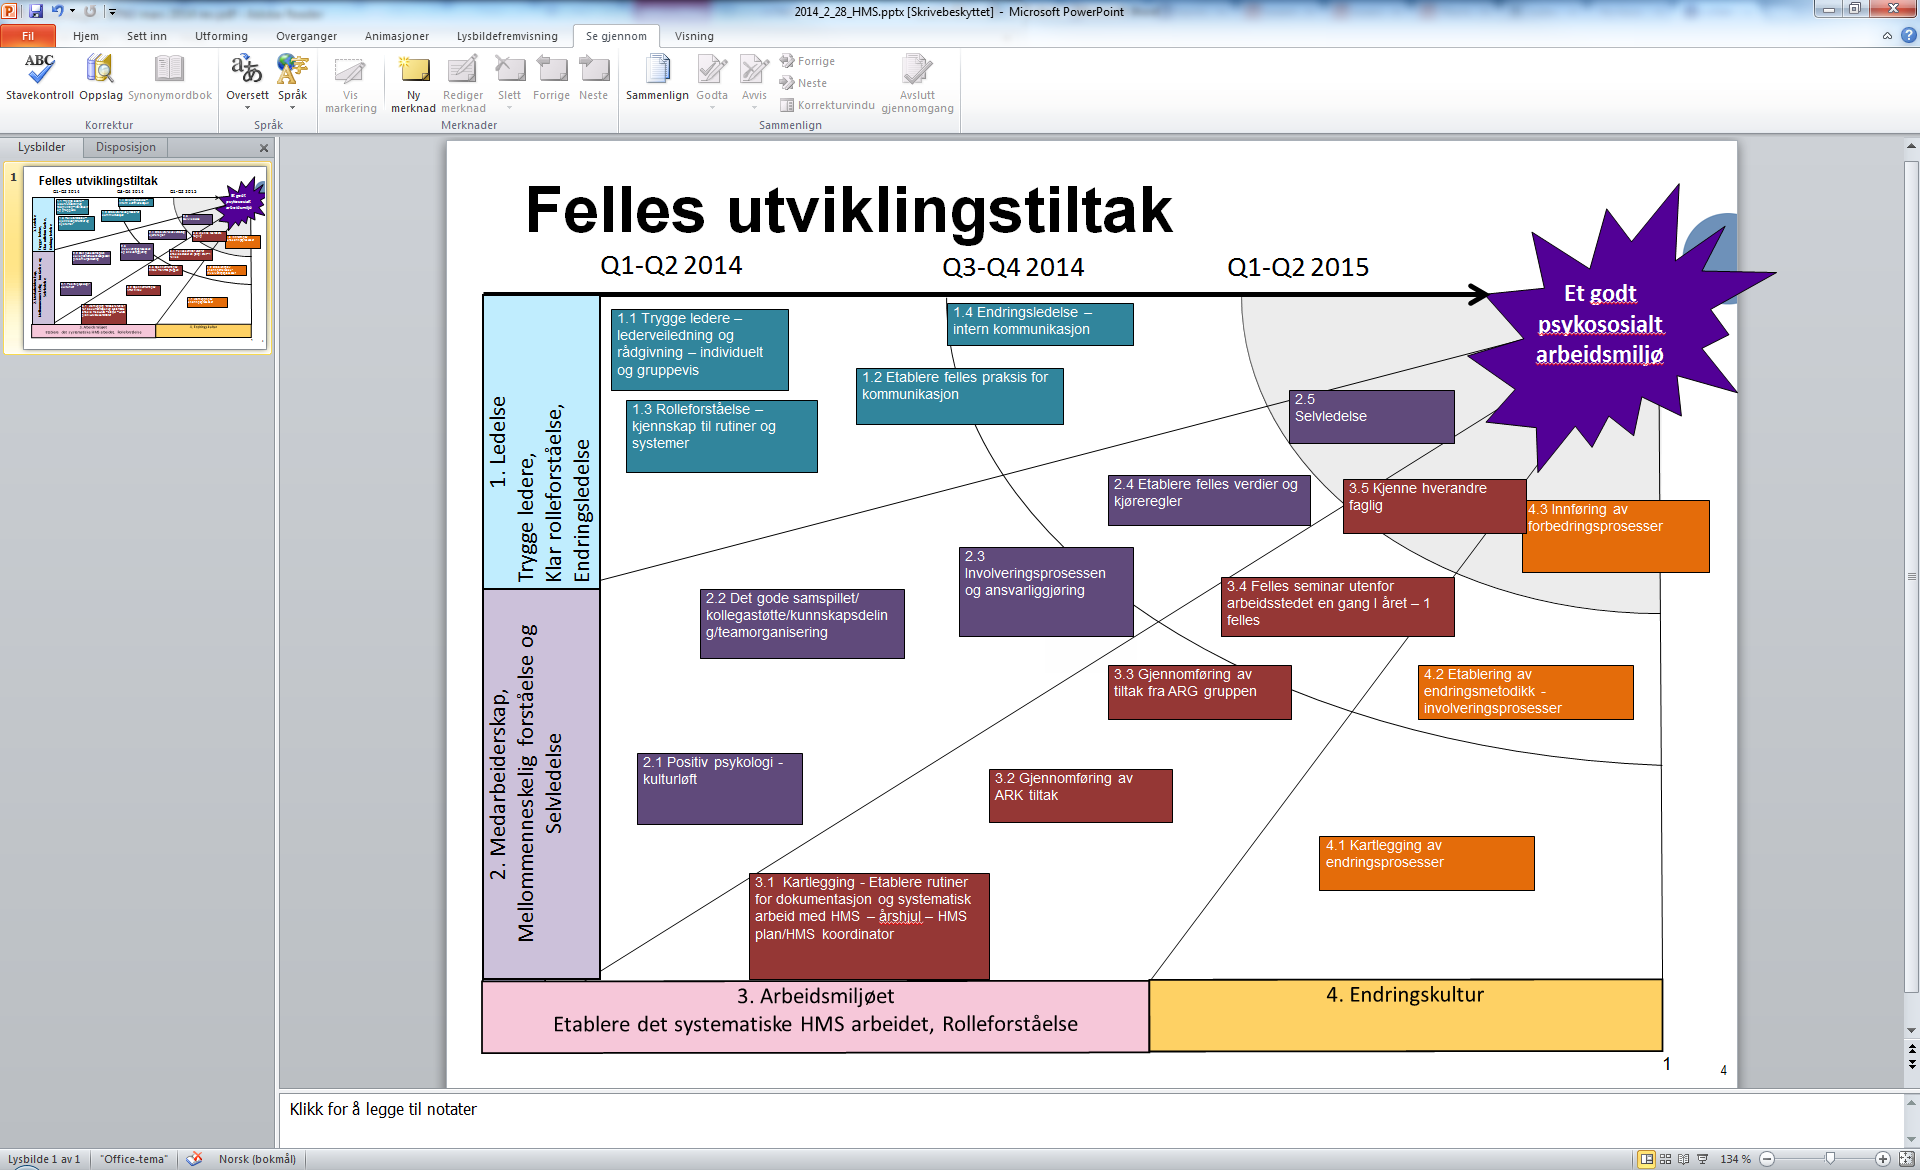 2014_2_28_HMS.pptx [Skrivebeskyttet] - Microsoft PowerPoint
Fil
Hjem
Sett inn
Utforming
Overganger
Animasjoner
Lysbildefremvisning
Se gjennom
Visning
ABC
Stavekontroll
Oppslag
Synonymordbok
Korrektur
Oversett
Språk
Språk
Vis
markering
Ny
merknad
Rediger
merknad
Slett
Forrige
Neste
Merknader
Sammenlign
Godta
Avvis
Forrige
Neste
Korrekturvindu
Avslutt
gjennomgang
Sammenlign
Lysbilder
Disposisjon
1
Felles utviklingstiltak
Et godt
psykososialt
arbeidsmiljø
Felles utviklingstiltak
Q1-Q2 2014
Q3-Q4 2014
Q1-Q2 2015
Et godt
psykososialt
arbeidsmiljø
1. Ledelse
Trygge ledere,
Klar rolleforståelse,
Endringsledelse
1.1 Trygge ledere –
lederveiledning og
rådgivning – individuelt
og gruppevis
1.3 Rolleforståelse –
kjennskap til rutiner og
systemer
1.4 Endringsledelse –
intern kommunikasjon
1.2 Etablere felles praksis for
kommunikasjon
2.5
Selvledelse
2.4 Etablere felles verdier og
kjøreregler
3.5 Kjenne hverandre
faglig
4.3 Innføring av
forbedringsprosesser
2.3
Involveringsprosessen
og ansvarliggjøring
3.4 Felles seminar utenfor
arbeidsstedet en gang I året – 1
felles
2. Medarbeiderskap,
Mellommenneskelig forståelse og
Selvledelse
2.2 Det gode samspillet/
kollegastøtte/kunnskapsdelin
g/teamorganisering
3.3 Gjennomføring av
tiltak fra ARG gruppen
4.2 Etablering av
endringsmetodikk -
involveringsprosesser
2.1 Positiv psykologi -
kulturløft
3.2 Gjennomføring av
ARK tiltak
4.1 Kartlegging av
endringsprosesser
3.1 Kartlegging - Etablere rutiner
for dokumentasjon og systematisk
arbeid med HMS – årshjul – HMS
plan/HMS koordinator
3. Arbeidsmiljøet
Etablere det systematiske HMS arbeidet, Rolleforståelse
4. Endringskultur
1
4
Klikk for å legge til notater
Lysbilde 1 av 1
"Office-tema"
Norsk (bokmål)
134 %